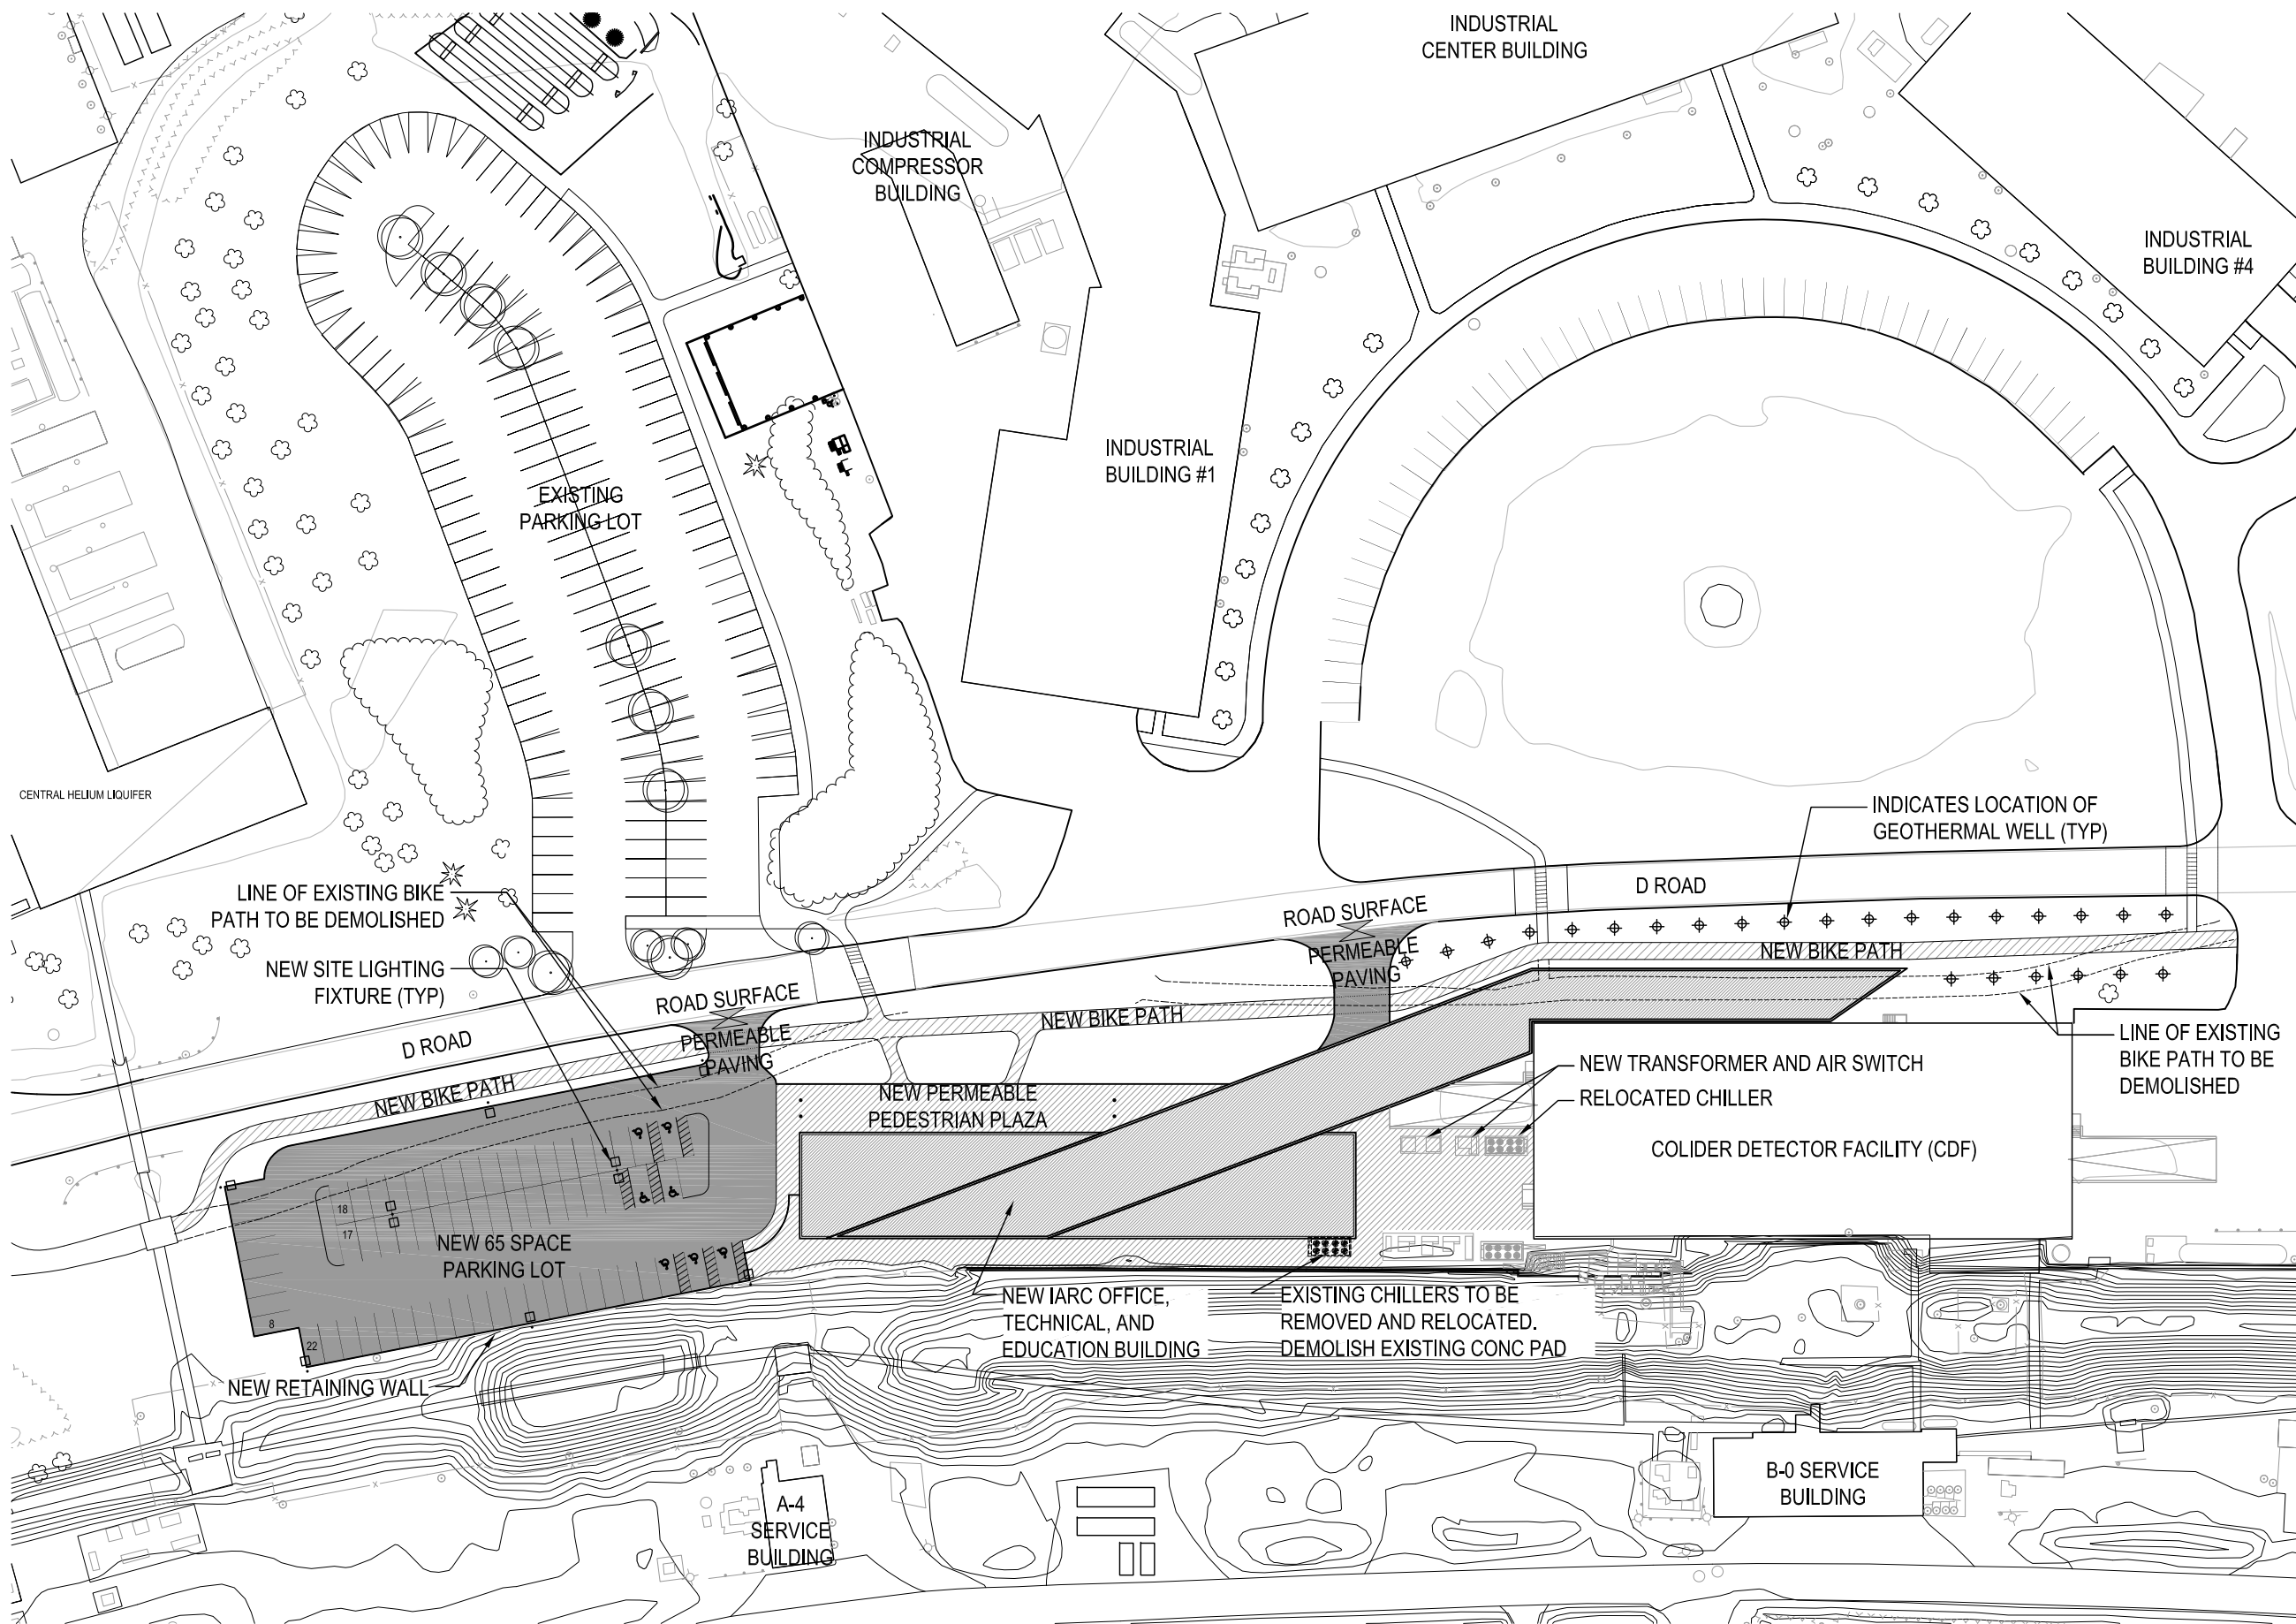 INDUSTRIAL
CENTER BUILDING
INDUSTRIAL
COMPRESSOR
BUILDING
INDUSTRIAL
BUILDING #4
INDUSTRIAL
BUILDING #1
EXISTING
PARKING LOT
CENTRAL HELIUM LIQUIFER
INDICATES LOCATION OF
GEOTHERMAL WELL (TYP)
LINE OF EXISTING BIKE
PATH TO BE DEMOLISHED
D ROAD
ROAD SURFACE
PERMEABLE
PAVING
NEW BIKE PATH
NEW SITE LIGHTING
FIXTURE (TYP)
ROAD SURFACE
PERMEABLE
PAVING
NEW BIKE PATH
D ROAD
LINE OF EXISTING
BIKE PATH TO BE
DEMOLISHED
NEW TRANSFORMER AND AIR SWITCH
RELOCATED CHILLER
NEW BIKE PATH
NEW PERMEABLE
PEDESTRIAN PLAZA
COLIDER DETECTOR FACILITY (CDF)
18
17
NEW 65 SPACE
PARKING LOT
8
22
NEW IARC OFFICE,
TECHNICAL, AND
EDUCATION BUILDING
EXISTING CHILLERS TO BE
REMOVED AND RELOCATED.
DEMOLISH EXISTING CONC PAD
NEW RETAINING WALL
B-0 SERVICE
BUILDING
A-4
SERVICE
BUILDING